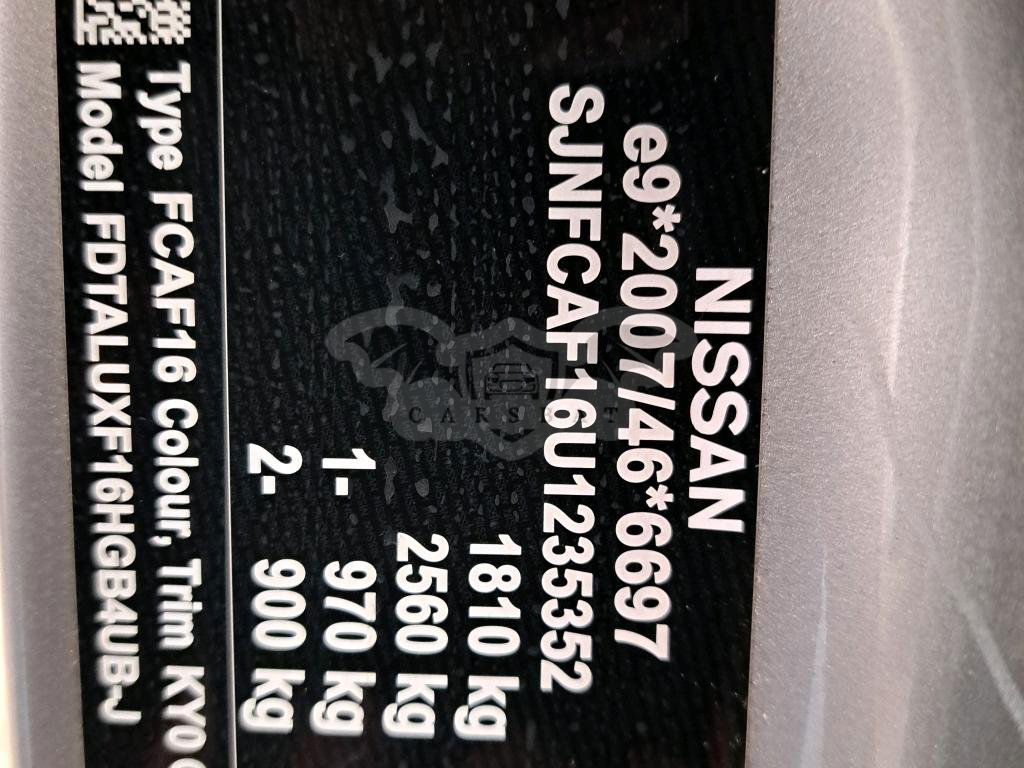 NISSAN
e9*2007/46*6697
SJNFCAF16U1235352
1810 kg
2560 kg
1- 970 kg
2- 900 kg
Type FCAF16 Colour, Trim KY0
Model FDTALUXF16HGB4UB-J
CARSBAT